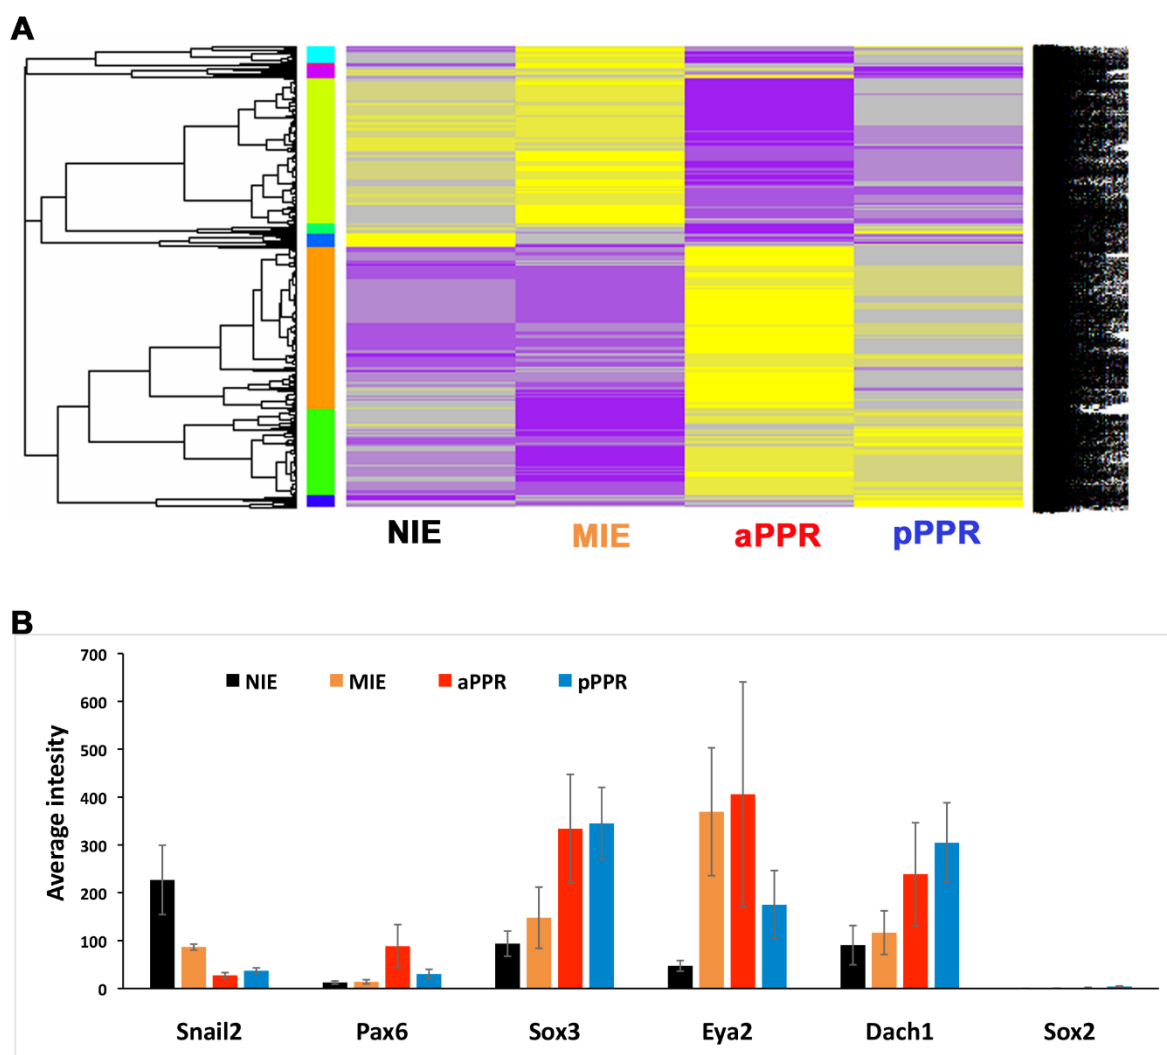 A
NIE MIE aPPR pPPR
B
700
600
500
400
300
200
100
0
Average intesity
NIE MIE aPPR pPPR
Snail2 Pax6 Sox3 Eya2 Dach1 Sox2